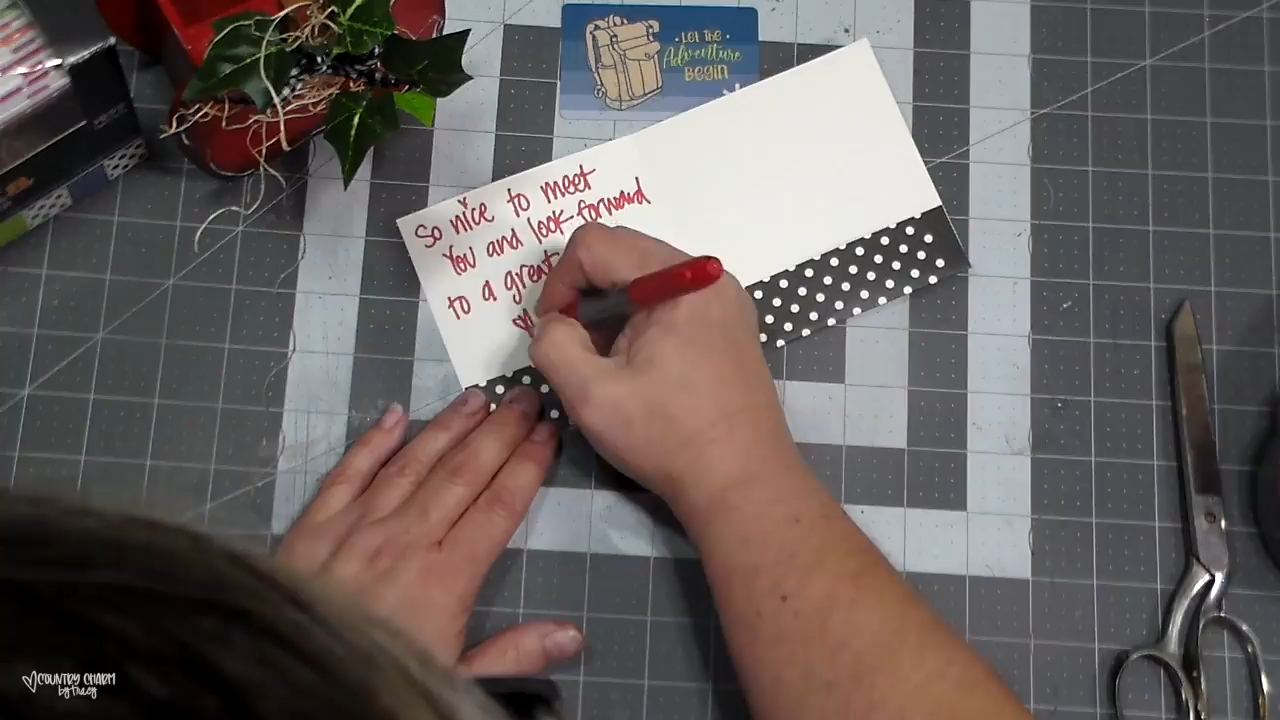 LET THE
Adventure
BEGIN
So nice to meet
You and look forward
to a great
COUNTRY CHARM
by Tracy